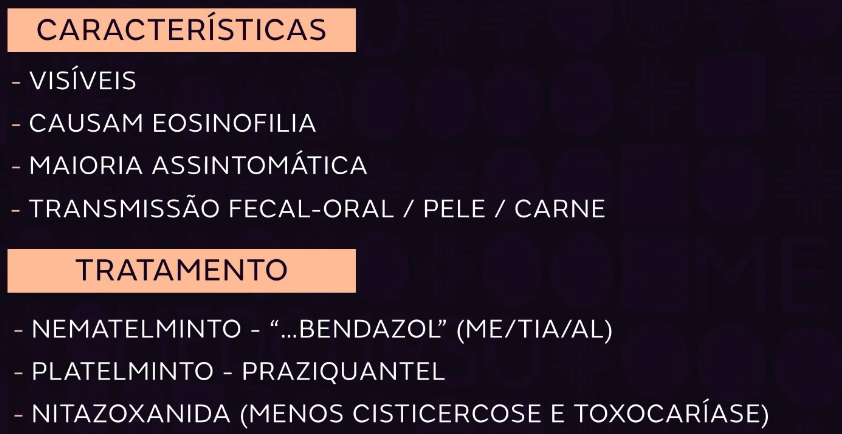 CARACTERÍSTICAS
- VISÍVEIS
- CAUSAM EOSINOFILIA
- MAIORIA ASSINTOMÁTICA
- TRANSMISSÃO FECAL-ORAL / PELE / CARNE
TRATAMENTO
- NEMATELMINTO - “...BENDAZOL” (ME/TIA/AL)
- PLATELMINTO - PRAZIQUANTEL
- NITAZOXANIDA (MENOS CISTICERCOSE E TOXOCARÍASE)